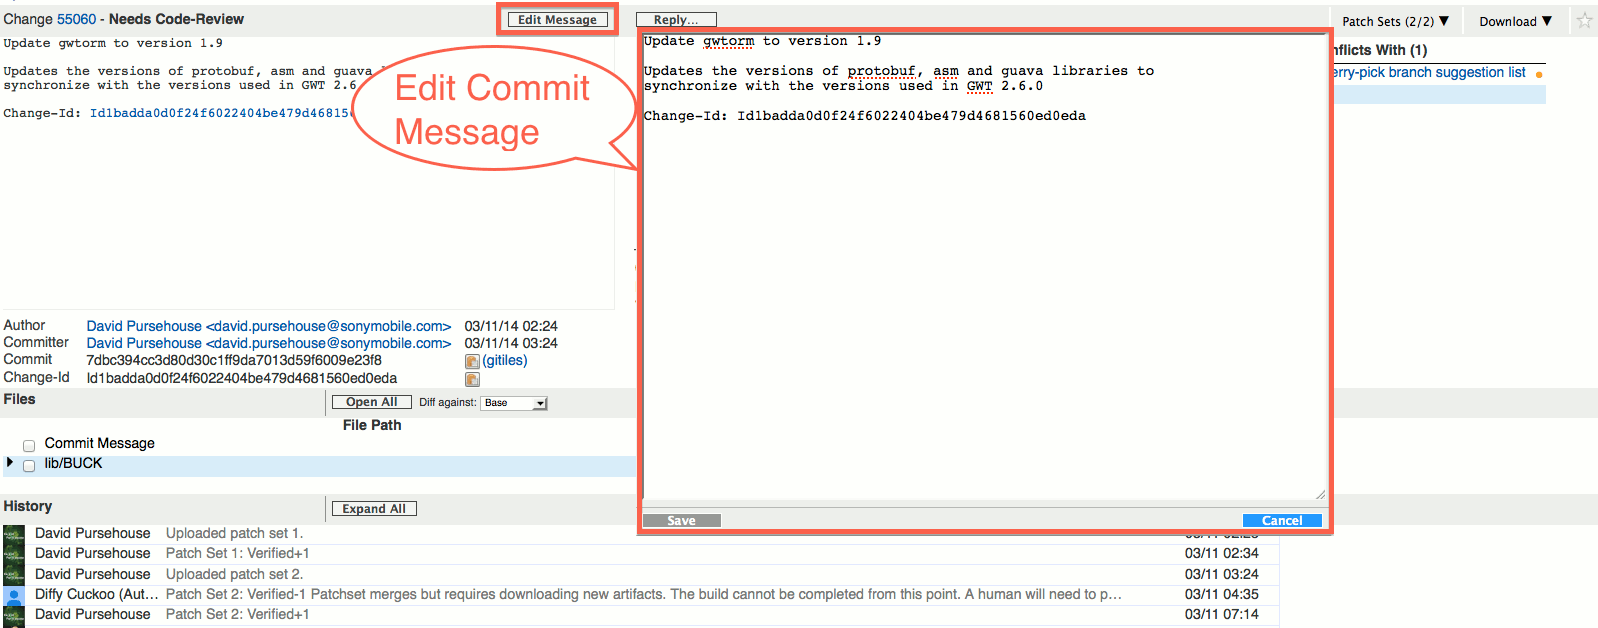 Change 55060 - Needs Code-Review
Edit Message
Reply...
Patch Sets (2/2) ▼
Download ▼
Update gwtorm to version 1.9
Updates the versions of protobuf, asm and guava
synchronize with the versions used in GWT 2.6.
Change-Id: Id1badda0d0f24f6022404be479d46815
Edit Commit
Message
Update gwtorm to version 1.9
Updates the versions of protobuf, asm and guava libraries to
synchronize with the versions used in GWT 2.6.0
Change-Id: Id1badda0d0f24f6022404be479d4681560ed0eda
Save
Cancel
nflicts With (1)
erry-pick branch suggestion list
Author David Pursehouse <david.pursehouse@sonymobile.com> 03/11/14 02:24
Committer David Pursehouse <david.pursehouse@sonymobile.com> 03/11/14 03:24
Commit 7dbc394cc3d80d30c1ff9da7013d59f6009e23f8 (gitiles)
Change-Id Id1badda0d0f24f6022404be479d4681560ed0eda
Files
Open All
Diff against: Base
File Path
Commit Message
lib/BUCK
History
Expand All
David Pursehouse Uploaded patch set 1.
David Pursehouse Patch Set 1: Verified+1 03/11 02:34
David Pursehouse Uploaded patch set 2. 03/11 03:24
Diffy Cuckoo (Aut... Patch Set 2: Verified-1 Patchset merges but requires downloading new artifacts. The build cannot be completed from this point. A human will need to p... 03/11 04:35
David Pursehouse Patch Set 2: Verified+1 03/11 07:14